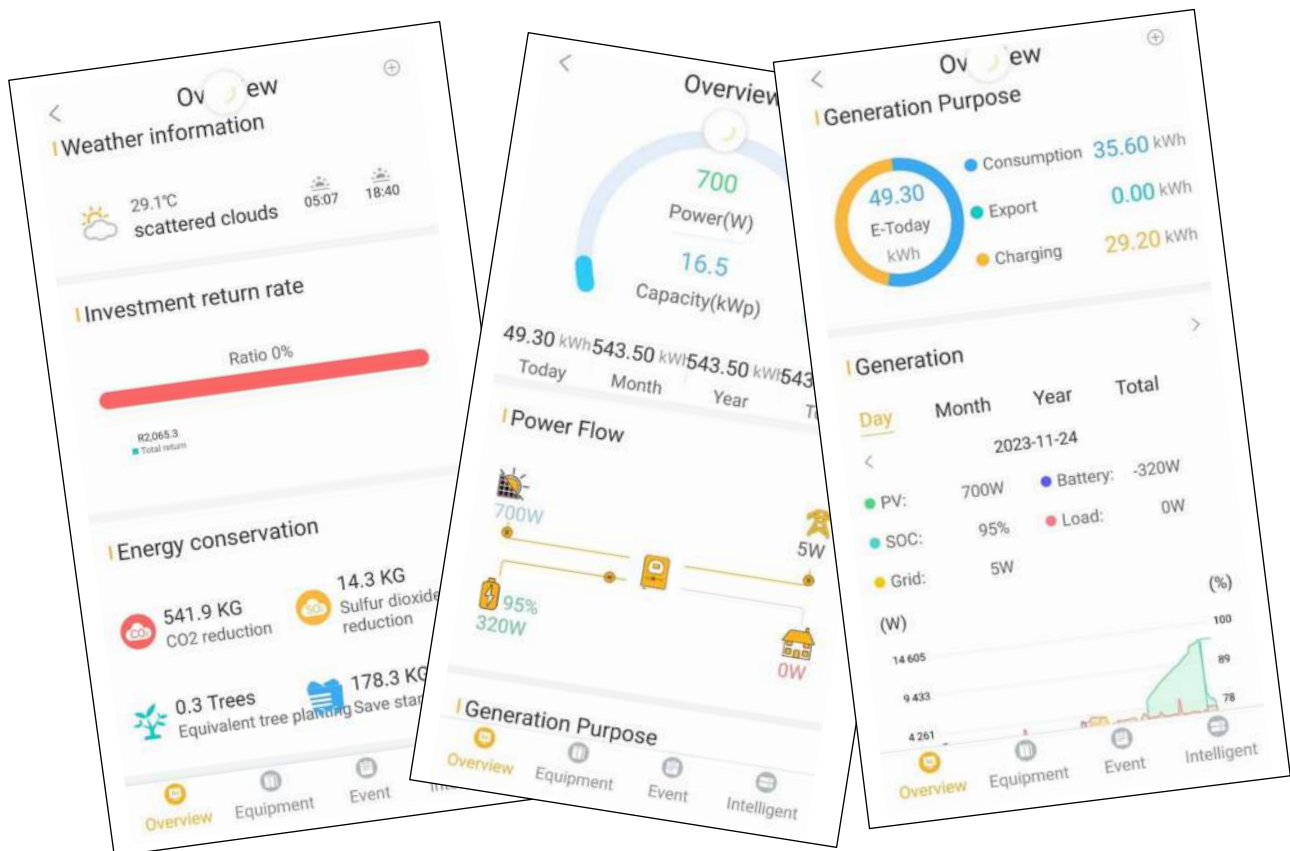 Ov ew
Weather information
29.1°C
scattered clouds
05:07
18:40
Investment return rate
Ratio 0%
R2,065.3
Total return
Energy conservation
541.9 KG
CO2 reduction
14.3 KG
Sulfur dioxide
reduction
0.3 Trees
Equivalent tree planting
178.3 KG
Save star
CO₂
SO₂
Overview
Equipment
Event
Overview
700
Power(W)
16.5
Capacity(kWp)
49.30 kWh
Today
543.50 kWh
Month
543.50 kWh
Year
543
Power Flow
700W
5W
95%
320W
0W
Generation Purpose
Overview
Equipment
Event
Intelligent
Ov ew
Generation Purpose
49.30
E-Today
kWh
Consumption 35.60 kWh
Export 0.00 kWh
Charging 29.20 kWh
Generation
Day Month Year Total
2023-11-24
PV: 700W Battery: -320W
SOC: 95% Load: 0W
Grid: 5W
(W) (%)
14 605 100
9 433 89
4 261 78
Overview
Equipment
Event
Intelligent